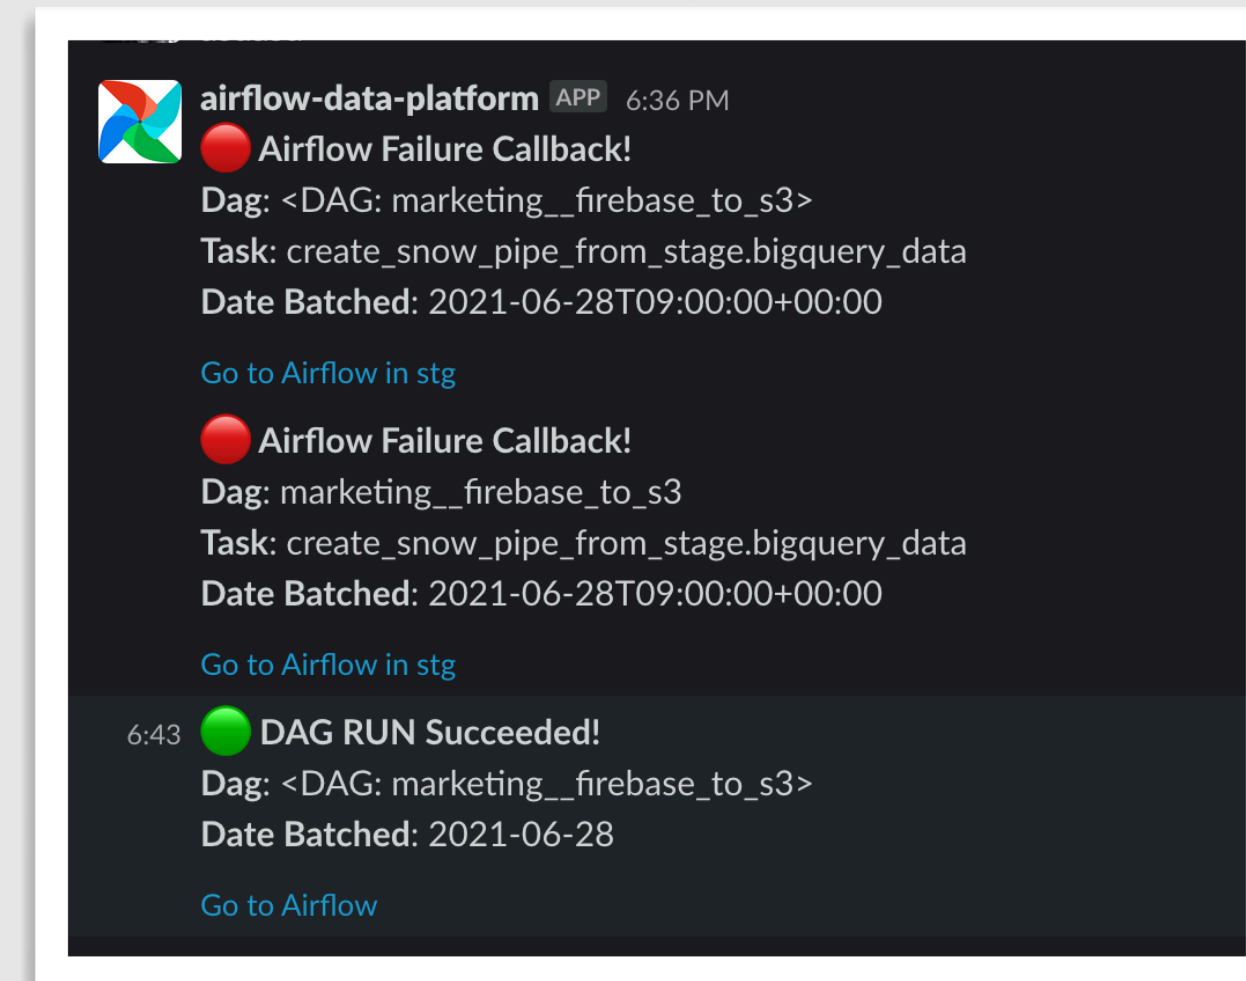 airflow-data-platform APP 6:36 PM
Airflow Failure Callback!
Dag: <DAG: marketing__firebase_to_s3>
Task: create_snow_pipe_from_stage.bigquery_data
Date Batched: 2021-06-28T09:00:00+00:00
Go to Airflow in stg
Airflow Failure Callback!
Dag: marketing__firebase_to_s3
Task: create_snow_pipe_from_stage.bigquery_data
Date Batched: 2021-06-28T09:00:00+00:00
Go to Airflow in stg
6:43 DAG RUN Succeeded!
Dag: <DAG: marketing__firebase_to_s3>
Date Batched: 2021-06-28
Go to Airflow